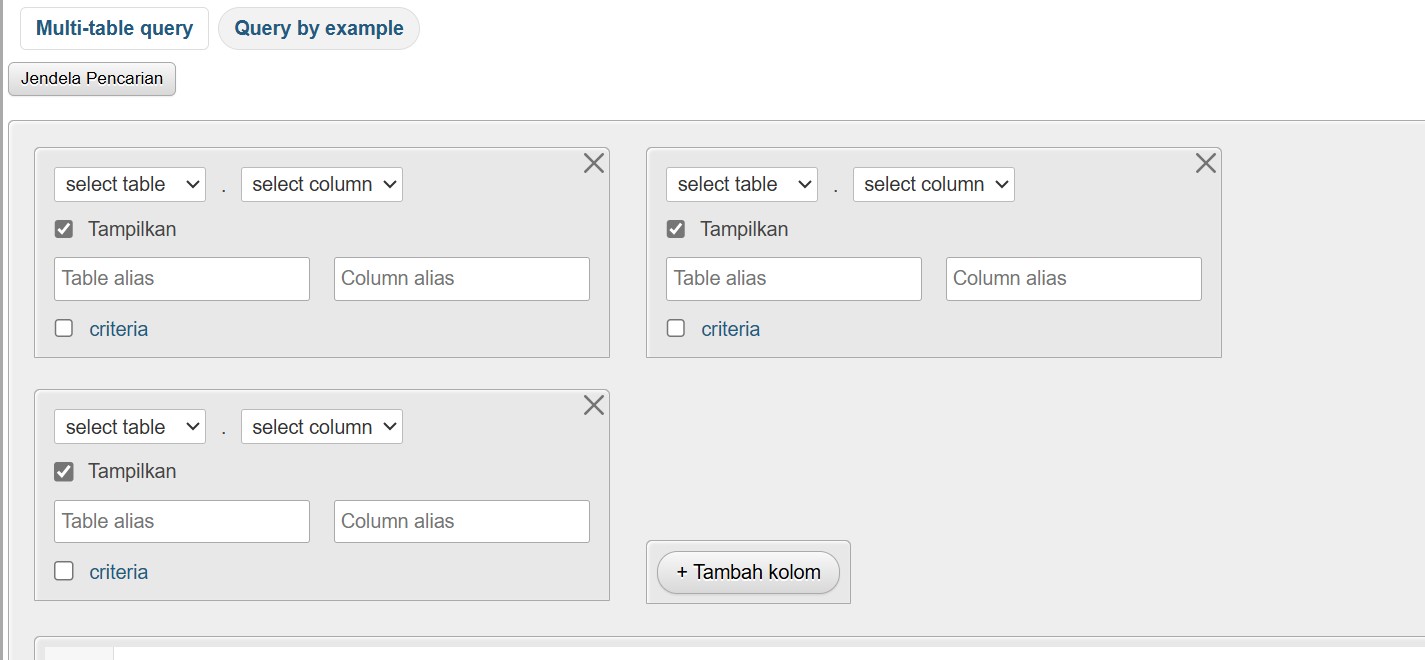 Multi-table query Query by example
Jendela Pencarian
select table . select column
Tampilkan
Table alias Column alias
criteria
select table . select column
Tampilkan
Table alias Column alias
criteria
select table . select column
Tampilkan
Table alias Column alias
criteria
+ Tambah kolom